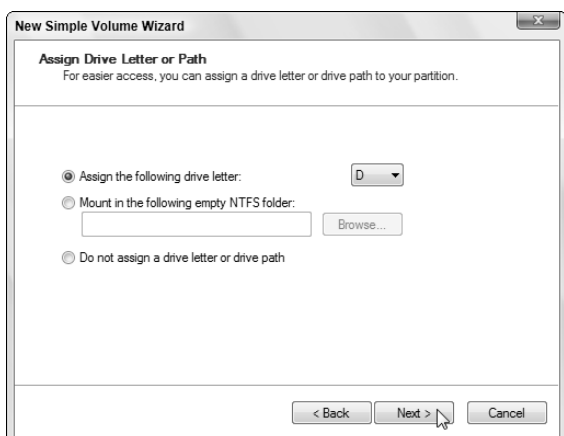 New Simple Volume Wizard
Assign Drive Letter or Path
For easier access, you can assign a drive letter or drive path to your partition.
Assign the following drive letter: D
Mount in the following empty NTFS folder:
Browse...
Do not assign a drive letter or drive path
< Back Next > Cancel